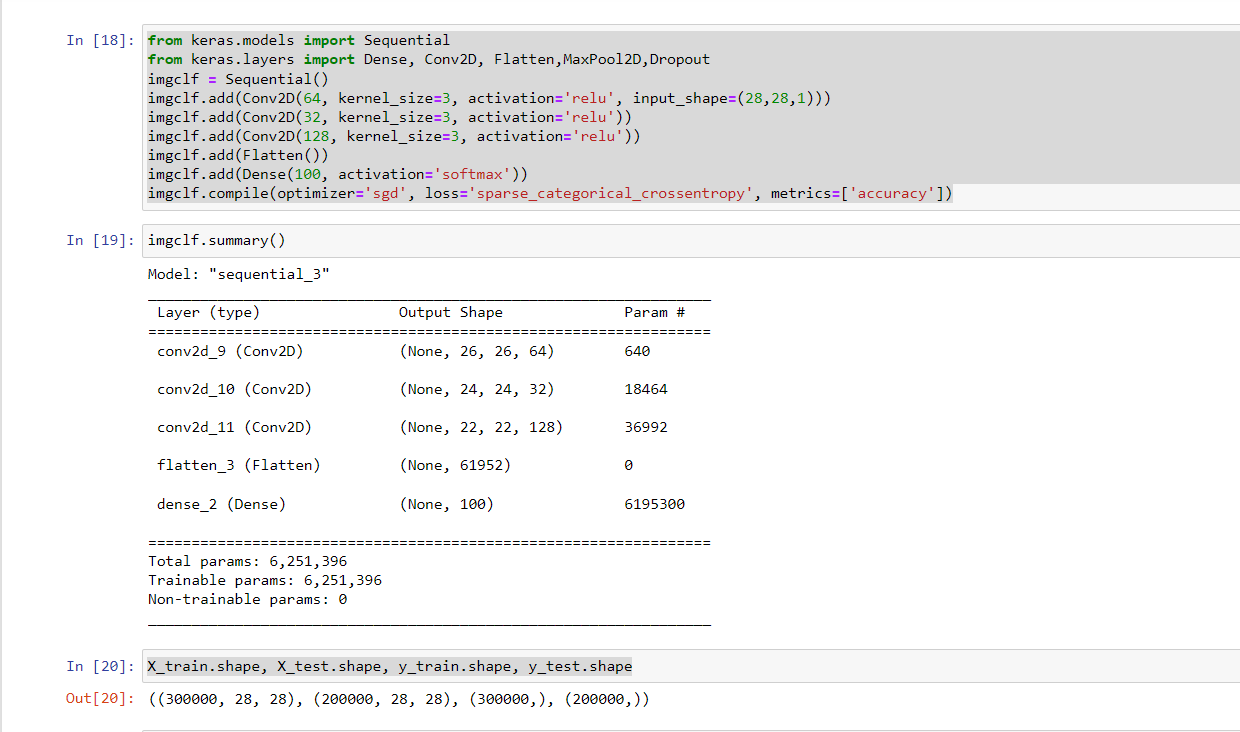 In [18]: from keras.models import Sequential
from keras.layers import Dense, Conv2D, Flatten,MaxPool2D,Dropout
imgclf = Sequential()
imgclf.add(Conv2D(64, kernel_size=3, activation='relu', input_shape=(28,28,1)))
imgclf.add(Conv2D(32, kernel_size=3, activation='relu'))
imgclf.add(Conv2D(128, kernel_size=3, activation='relu'))
imgclf.add(Flatten())
imgclf.add(Dense(100, activation='softmax'))
imgclf.compile(optimizer='sgd', loss='sparse_categorical_crossentropy', metrics=['accuracy'])
In [19]: imgclf.summary()
Model: "sequential_3"
_________________________________________________________________
Layer (type) Output Shape Param #
=================================================================
conv2d_9 (Conv2D) (None, 26, 26, 64) 640
conv2d_10 (Conv2D) (None, 24, 24, 32) 18464
conv2d_11 (Conv2D) (None, 22, 22, 128) 36992
flatten_3 (Flatten) (None, 61952) 0
dense_2 (Dense) (None, 100) 6195300
=================================================================
Total params: 6,251,396
Trainable params: 6,251,396
Non-trainable params: 0
_________________________________________________________________
In [20]: X_train.shape, X_test.shape, y_train.shape, y_test.shape
Out[20]: ((300000, 28, 28), (200000, 28, 28), (300000,), (200000,))